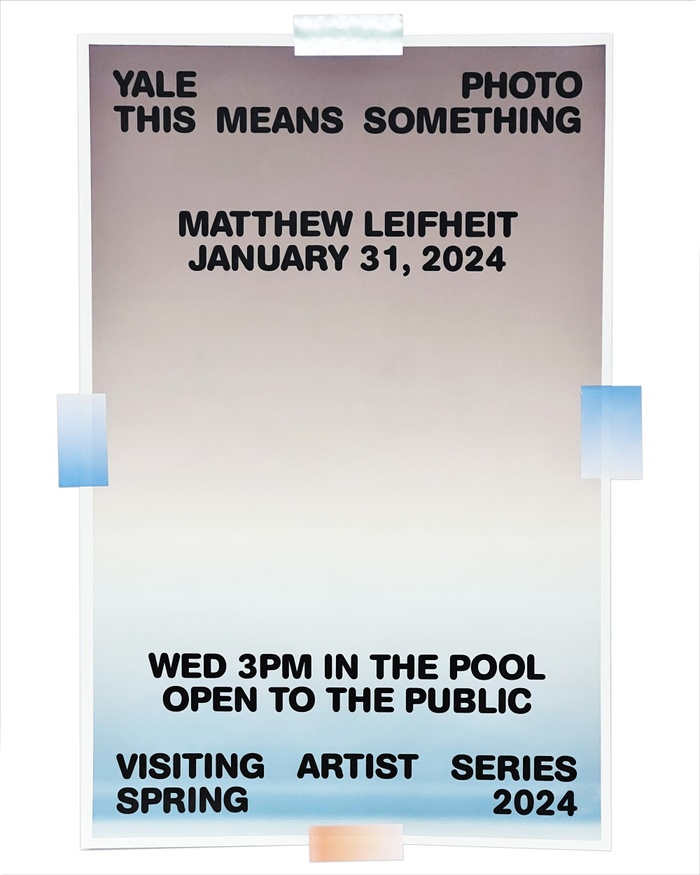 YALE PHOTO
THIS MEANS SOMETHING
MATTHEW LEIFHEIT
JANUARY 31, 2024
WED 3PM IN THE POOL
OPEN TO THE PUBLIC
VISITING ARTIST SERIES
SPRING 2024